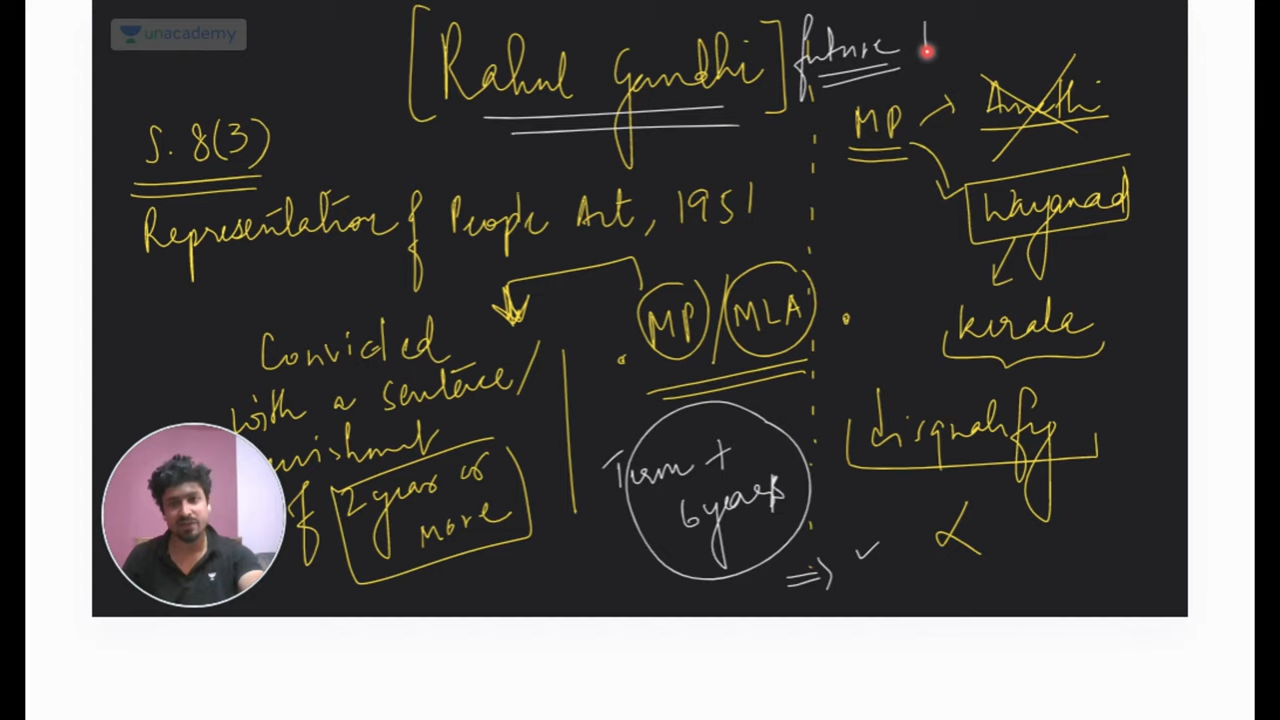 unacademy
[Rahul Gandhi] future
S. 8(3)
Representation of People Act, 1951
MP/MLA
Convicted
with a sentence/
punishment
of 2 year or
more
Term +
6 years
MP → Amethi
Wayanad
Kerala
disqualify